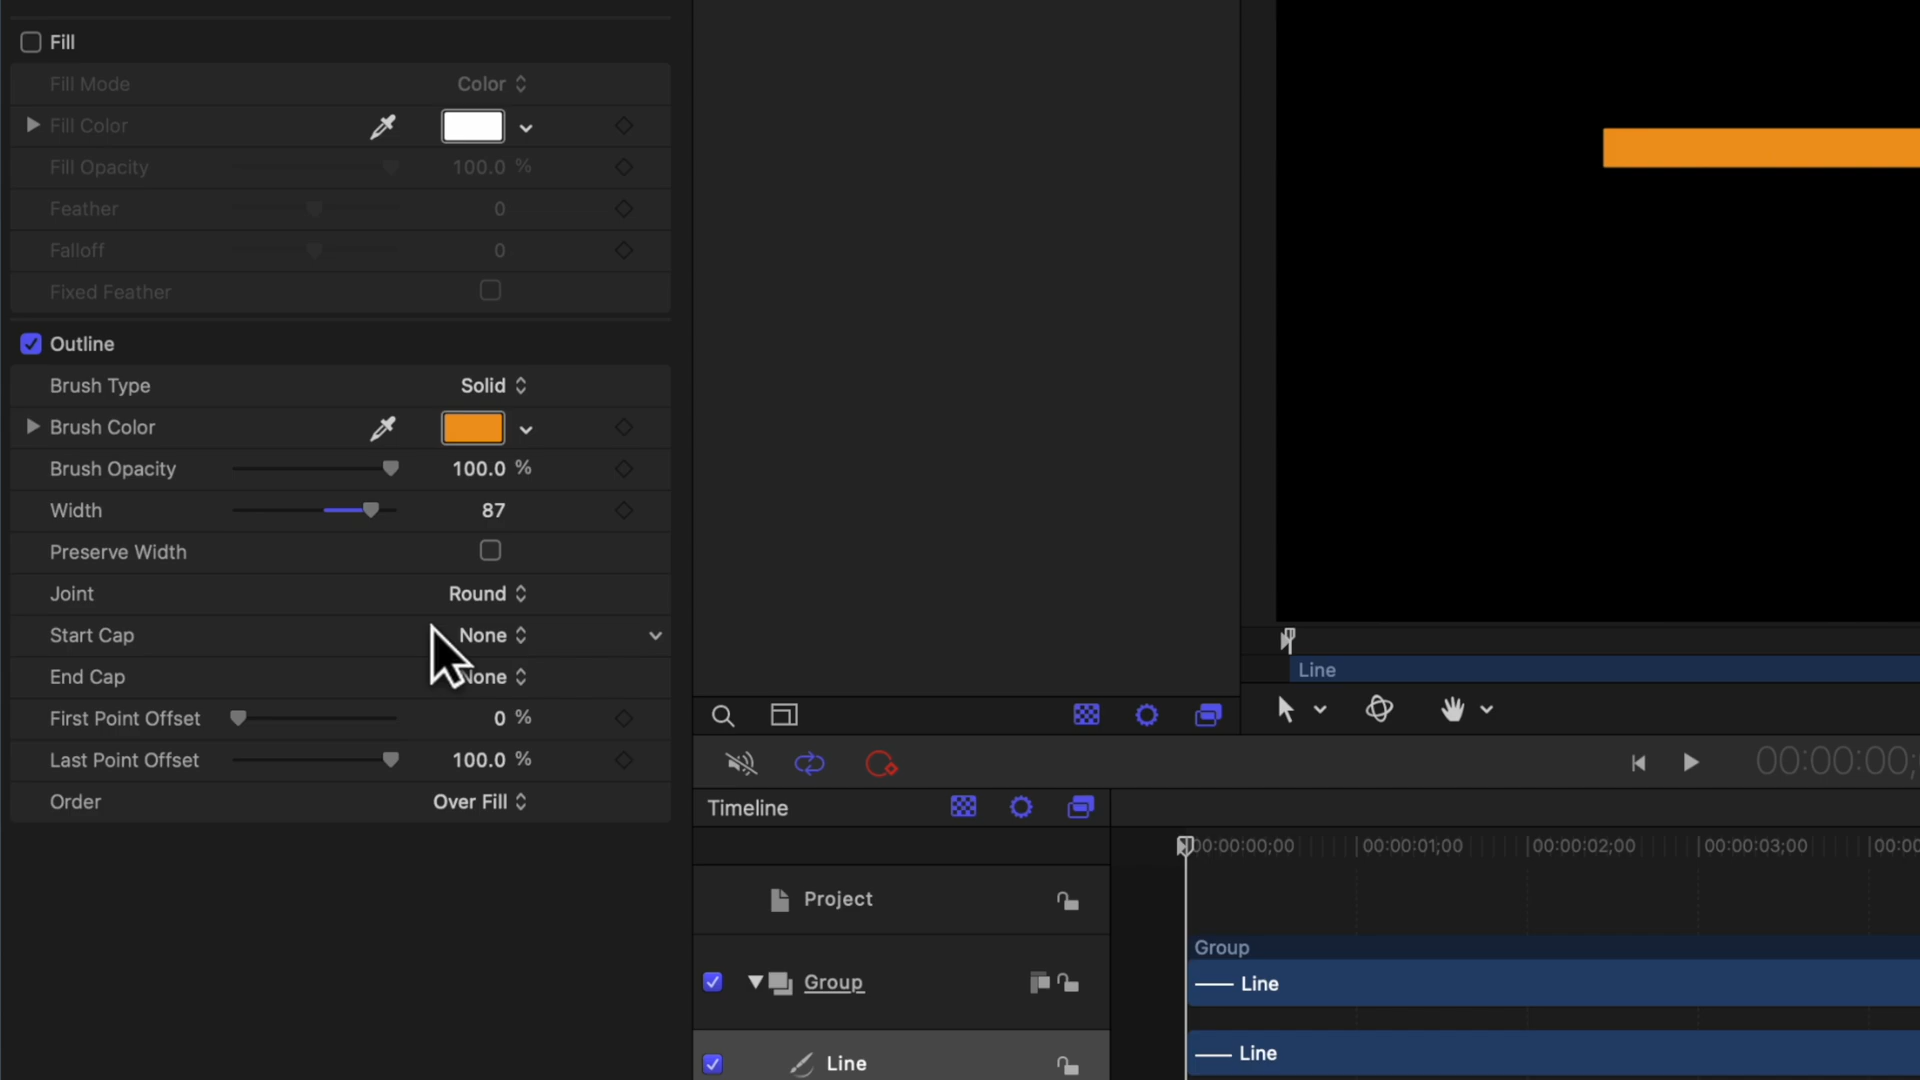 Fill
Fill Mode Color
Fill Color
Fill Opacity 100.0 %
Feather 0
Falloff 0
Fixed Feather
Outline
Brush Type Solid
Brush Color
Brush Opacity 100.0 %
Width 87
Preserve Width
Joint Round
Start Cap None
End Cap None
First Point Offset 0 %
Last Point Offset 100.0 %
Order Over Fill
Line
00:00:00;
Timeline
00:00:00;00 00:00:01;00 00:00:02;00 00:00:03;00 00:00
Project
Group
Group
Line
Line
Line